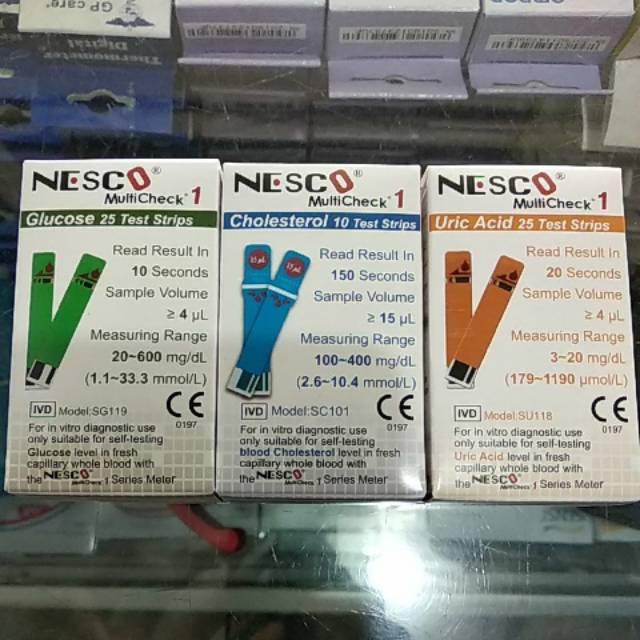 GP care
Digital
Thermometer
NESCO®
MultiCheck® 1
Glucose 25 Test Strips
Read Result In
10 Seconds
Sample Volume
≥ 4 µL
Measuring Range
20~600 mg/dL
(1.1~33.3 mmol/L)
IVD Model:SG119
CE
0197
For in vitro diagnostic use
only suitable for self-testing
Glucose level in fresh
capillary whole blood with
the NESCO® MultiCheck® 1 Series Meter
NESCO®
MultiCheck® 1
Cholesterol 10 Test Strips
15 µL
15 µL
Read Result In
150 Seconds
Sample Volume
≥ 15 µL
Measuring Range
100~400 mg/dL
(2.6~10.4 mmol/L)
IVD Model:SC101
CE
0197
For in vitro diagnostic use
only suitable for self-testing
blood Cholesterol level in fresh
capillary whole blood with
the NESCO® MultiCheck® 1 Series Meter
NESCO®
MultiCheck® 1
Uric Acid 25 Test Strips
Read Result In
20 Seconds
Sample Volume
≥ 4 µL
Measuring Range
3~20 mg/dL
(179~1190 µmol/L)
IVD Model:SU118
CE
0197
For in vitro diagnostic use
only suitable for self-testing
Uric Acid level in fresh
capillary whole blood with
the NESCO® MultiCheck® 1 Series Meter